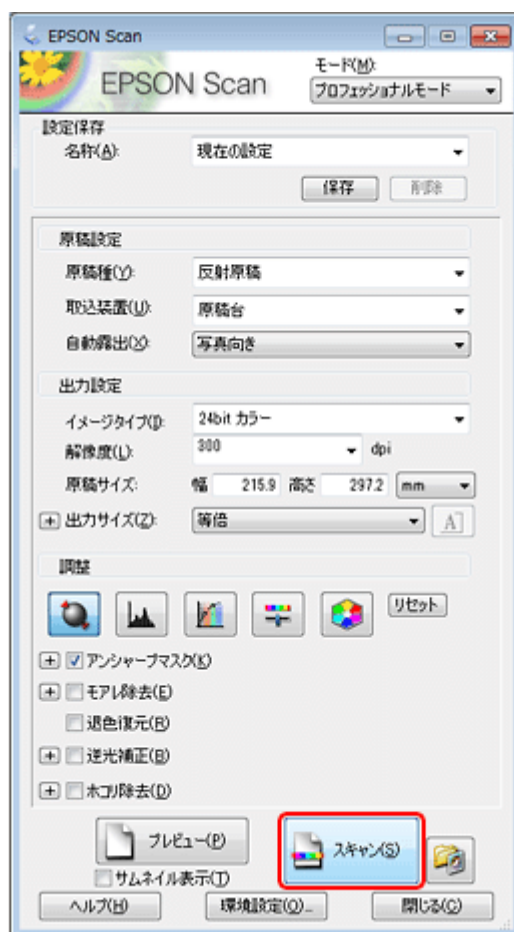 EPSON Scan
EPSON Scan
モード(M):
プロフェッショナルモード
設定保存
名称(A): 現在の設定
保存 削除
原稿設定
原稿種(Y): 反射原稿
取込装置(U): 原稿台
自動露出(X): 写真向き
出力設定
イメージタイプ(I): 24bit カラー
解像度(L): 300 dpi
原稿サイズ: 幅 215.9 高さ 297.2 mm
出力サイズ(Z): 等倍 A
調整
リセット
アンシャープマスク(K)
モアレ除去(E)
退色復元(R)
逆光補正(B)
ホコリ除去(D)
プレビュー(P) スキャン(S)
サムネイル表示(T)
ヘルプ(H) 環境設定(O)... 閉じる(C)